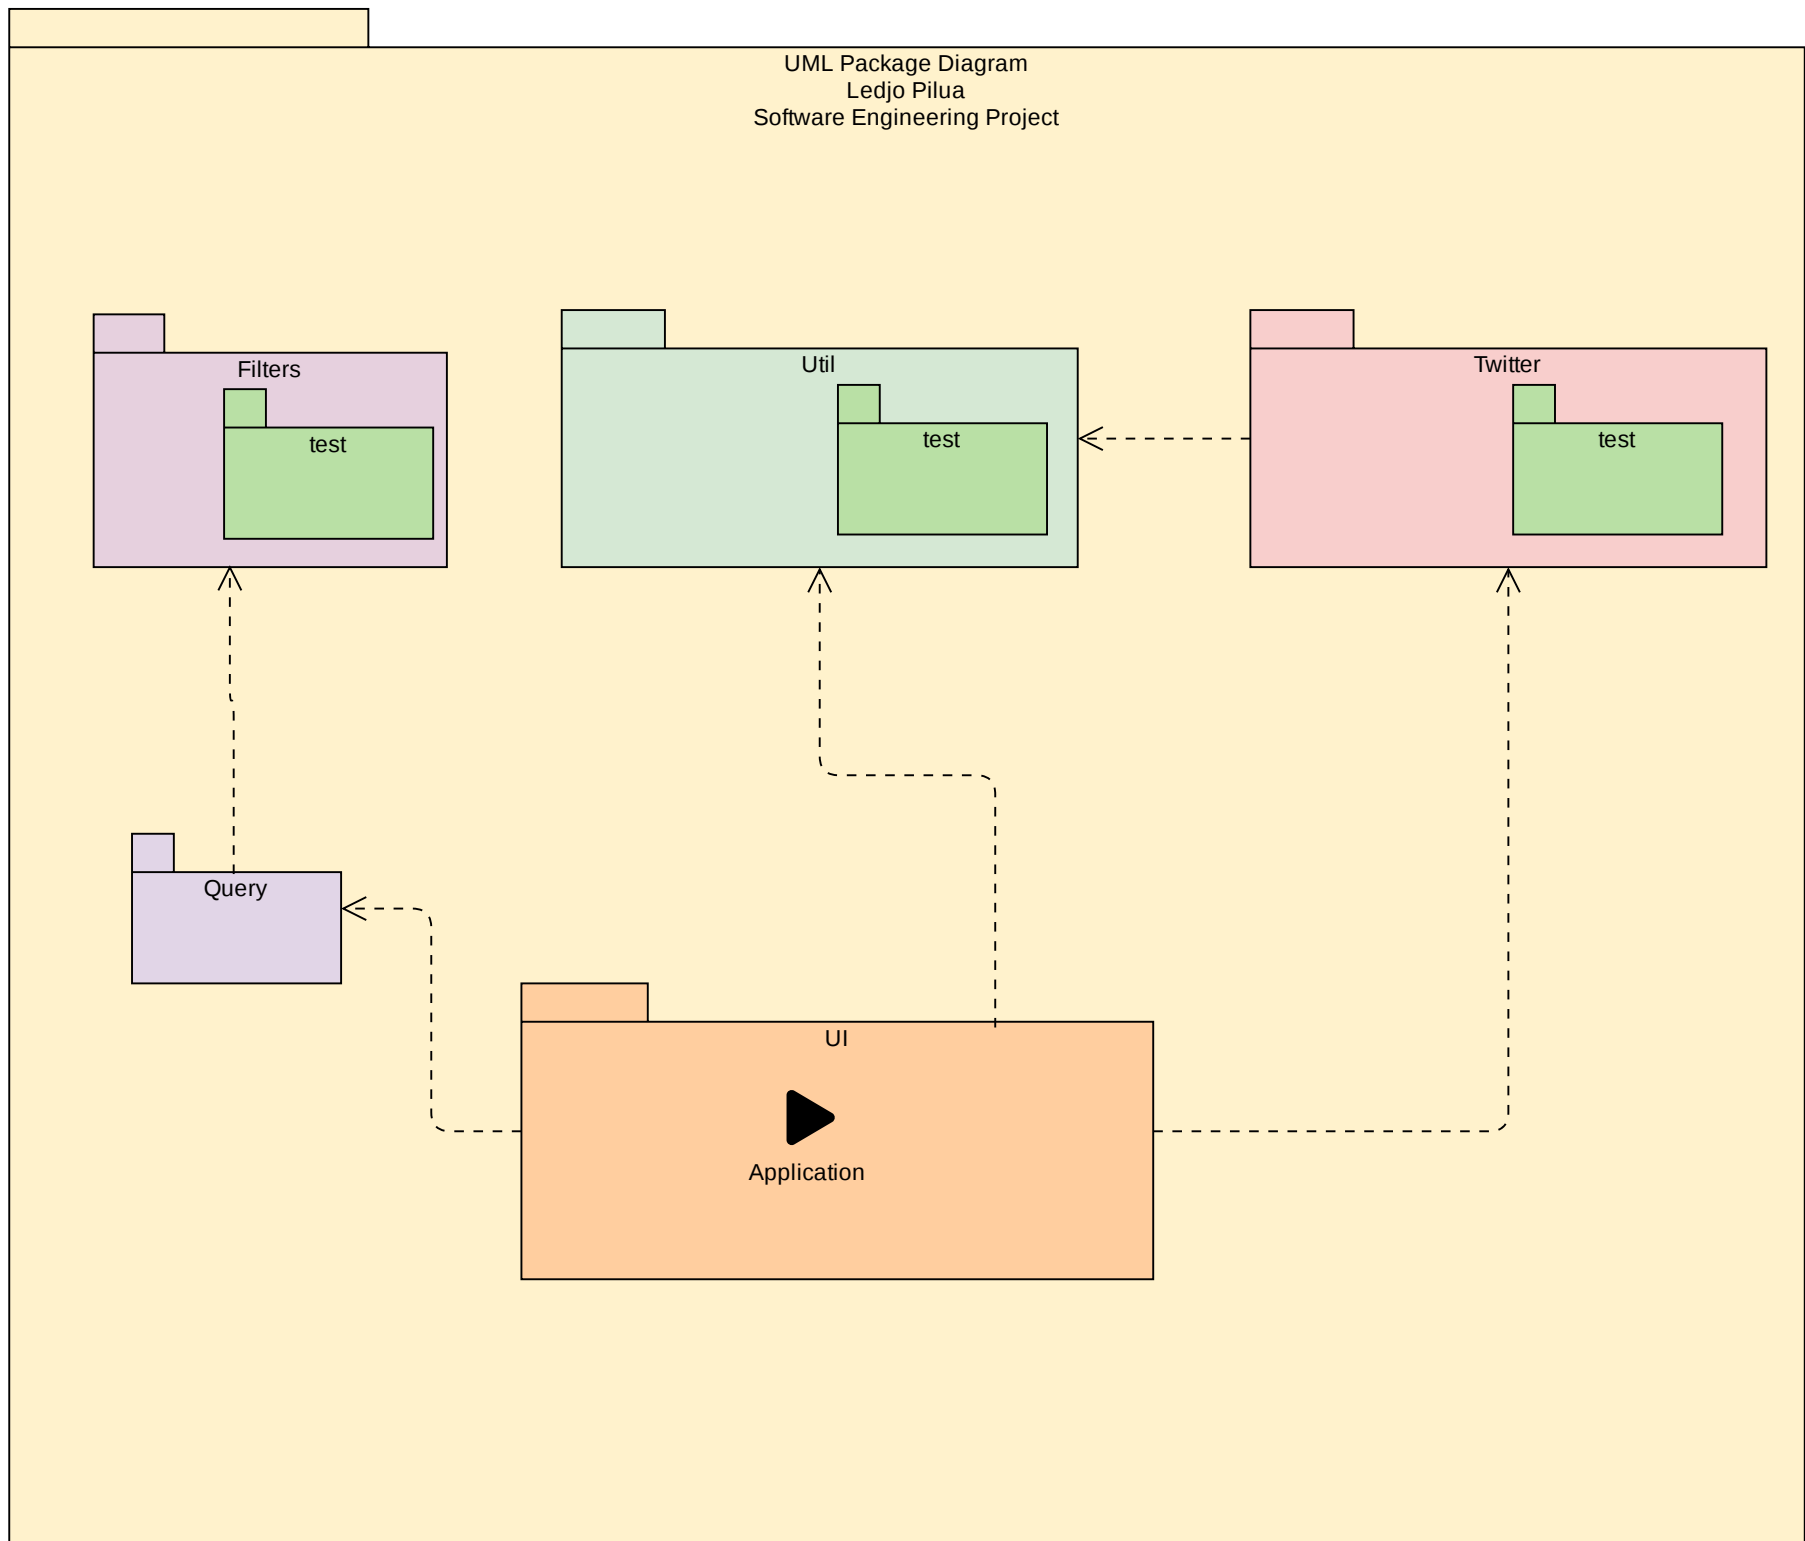 UML Package Diagram
Ledjo Pilua
Software Engineering Project
Filters
test
Util
test
Twitter
test
Query
UI
Application